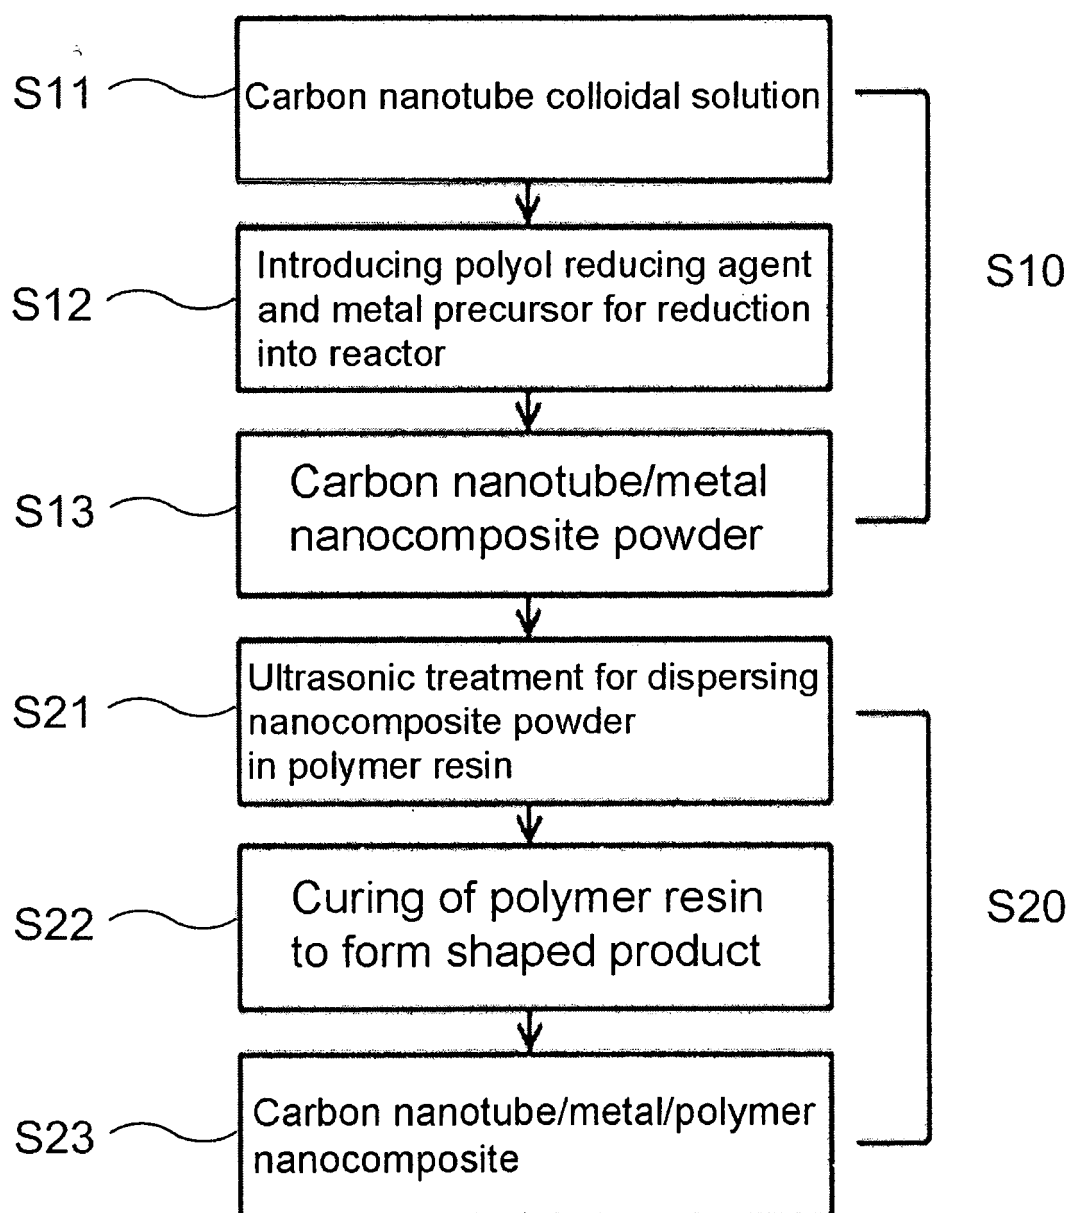 S11
Carbon nanotube colloidal solution
S12
Introducing polyol reducing agent
and metal precursor for reduction
into reactor
S10
S13
Carbon nanotube/metal
nanocomposite powder
S21
Ultrasonic treatment for dispersing
nanocomposite powder
in polymer resin
S22
Curing of polymer resin
to form shaped product
S20
S23
Carbon nanotube/metal/polymer
nanocomposite